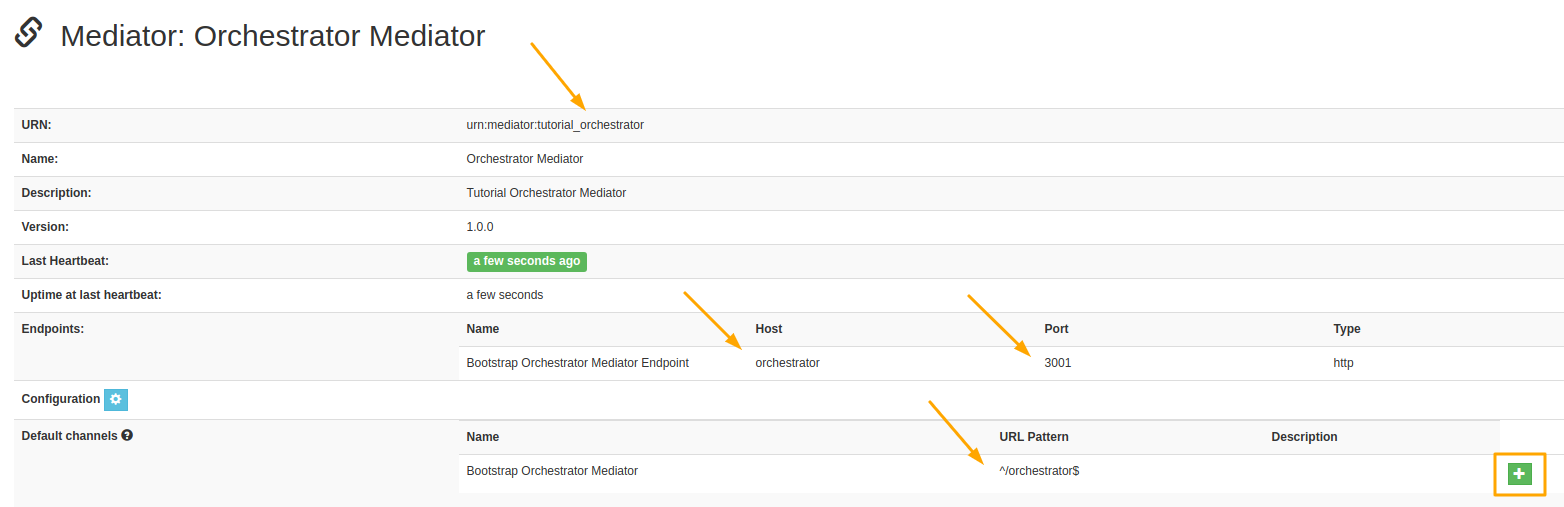 Mediator: Orchestrator Mediator
URN: urn:mediator:tutorial_orchestrator
Name: Orchestrator Mediator
Description: Tutorial Orchestrator Mediator
Version: 1.0.0
Last Heartbeat: a few seconds ago
Uptime at last heartbeat: a few seconds
Endpoints: Name Host Port Type
Bootstrap Orchestrator Mediator Endpoint orchestrator 3001 http
Configuration
Default channels Name URL Pattern Description
Bootstrap Orchestrator Mediator ^/orchestrator$